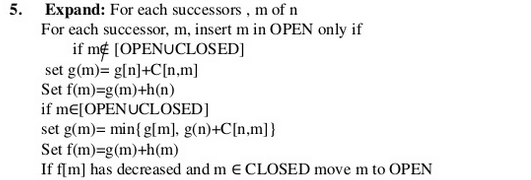 5. Expand: For each successors , m of n
For each successor, m, insert m in OPEN only if
if m∉ [OPEN∪CLOSED]
set g(m)= g[n]+C[n,m]
Set f(m)=g(m)+h(n)
if m∈[OPEN∪CLOSED]
set g(m)= min{g[m], g(n)+C[n,m]}
Set f(m)=g(m)+h(m)
If f[m] has decreased and m ∈ CLOSED move m to OPEN